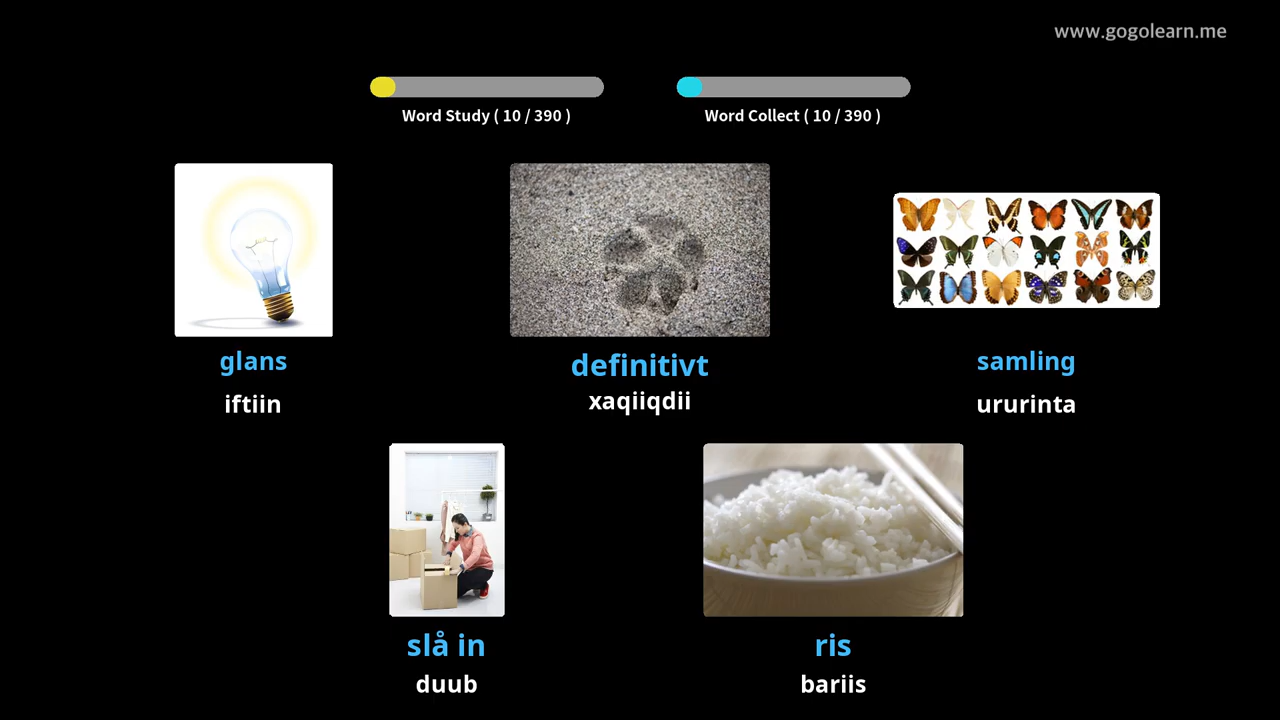 www.gogolearn.me
Word Study ( 10 / 390 )
Word Collect ( 10 / 390 )
glans
iftiin
definitivt
xaqiiqdii
samling
ururinta
slå in
duub
ris
bariis